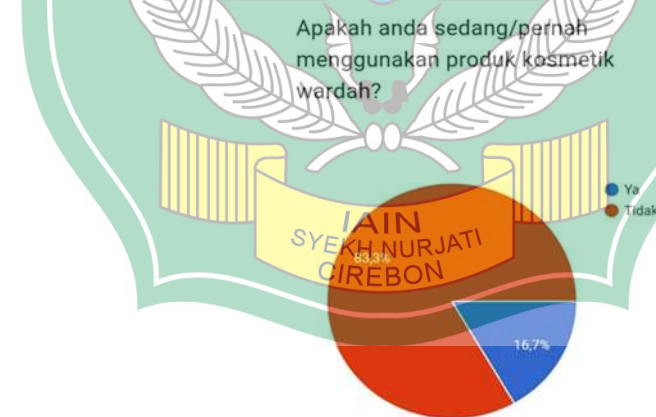 Apakah anda sedang/pernah
menggunakan produk kosmetik
wardah?
Ya
Tidak
IAIN
SYEKH NURJATI
CIREBON
83,3%
16,7%